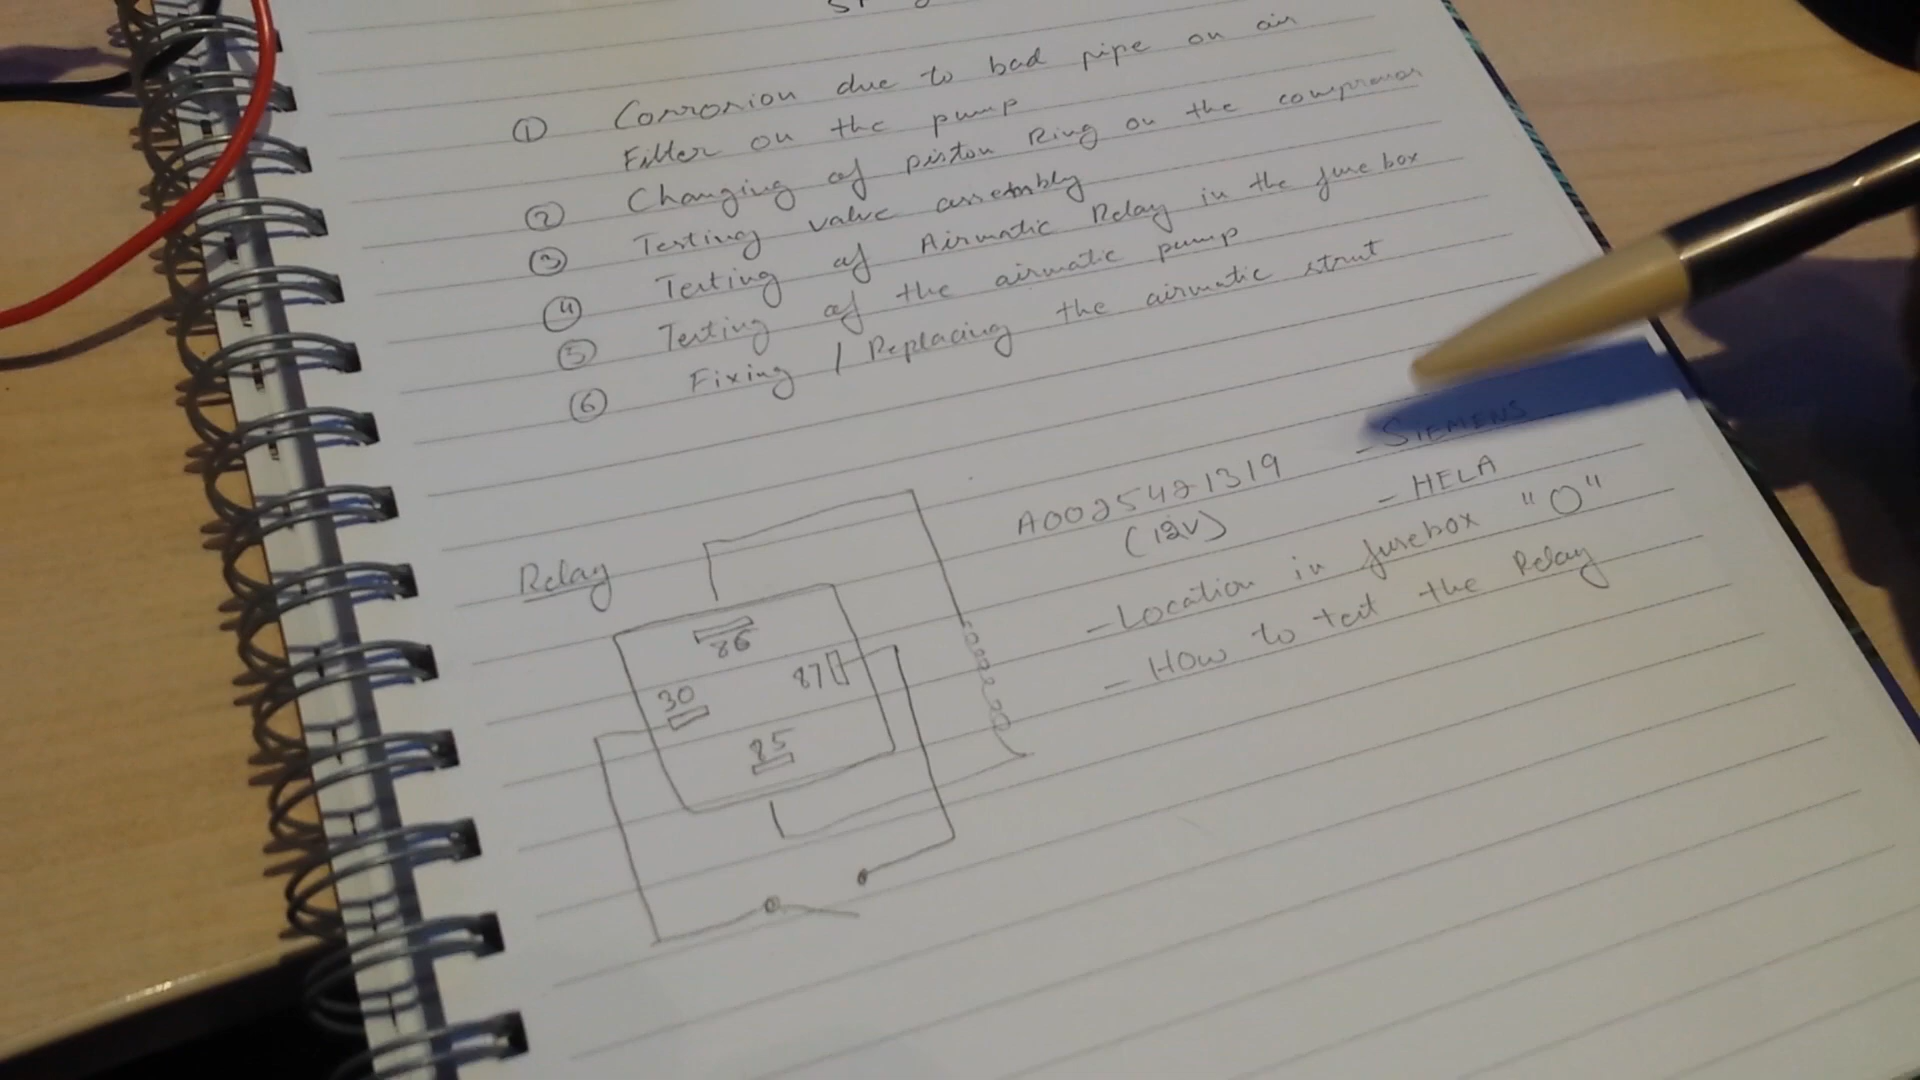 ① Corrosion due to bad pipe on air
Filter on the pump
② Changing of piston Ring on the compressor
③ Testing valve assembly
④ Testing of Airmatic Relay in the fuse box
⑤ Testing of the airmatic pump
⑥ Fixing / Replacing the airmatic strut
A0025421319 - SIEMENS
(12V) - HELA
Relay
- Location in fusebox "O"
- How to test the Relay
86
87
30
85